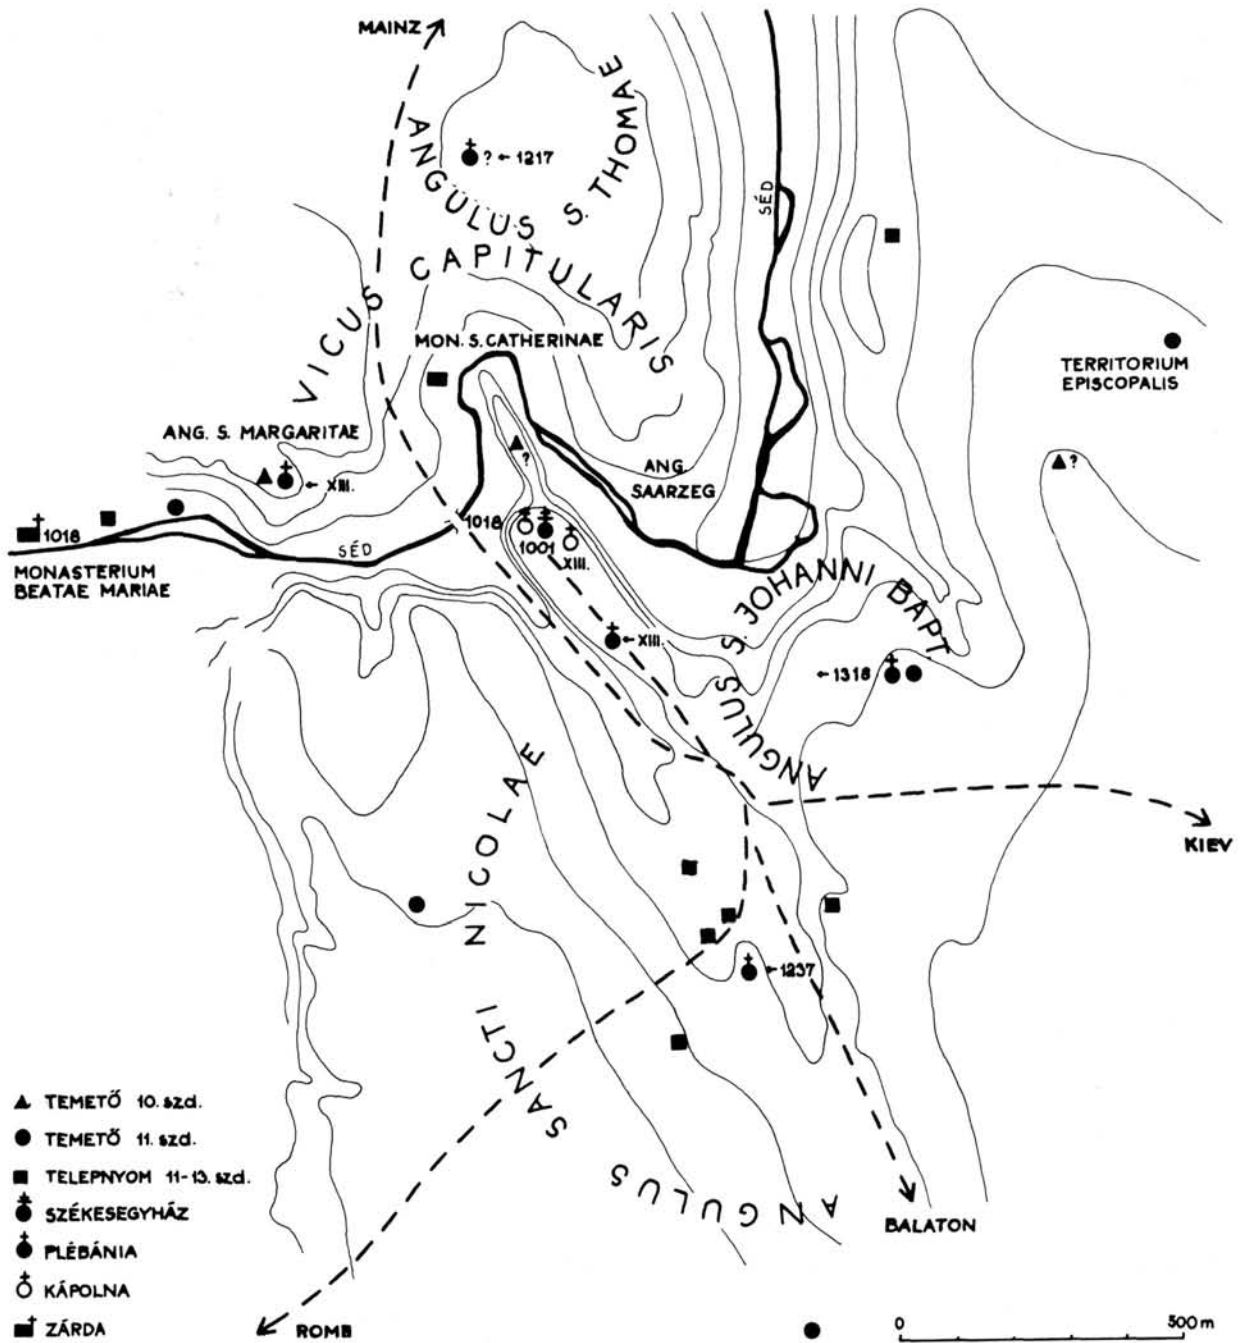 MAINZ
ANGULUS S. THOMAE
? ← 1217
SÉD
VICUS CAPITULARIS
MON. S. CATHERINAE
TERRITORIUM
EPISCOPALIS
ANG. S. MARGARITAE
← XIII.
?
ANG.
SAARZEG
?
1018
SÉD
1018
1001
XIII.
MONASTERIUM
BEATAE MARIAE
ANGULUS S. JOHANNI BAPT.
← XIII.
← 1318
KIEV
ANGULUS SANCTI NICOLAE
← 1237
BALATON
ROMB
▲ TEMETŐ 10. szd.
● TEMETŐ 11. szd.
■ TELEPNYOM 11-13. szd.
SZÉKESEGYHÁZ
PLÉBÁNIA
KÁPOLNA
ZÁRDA
0 500 m